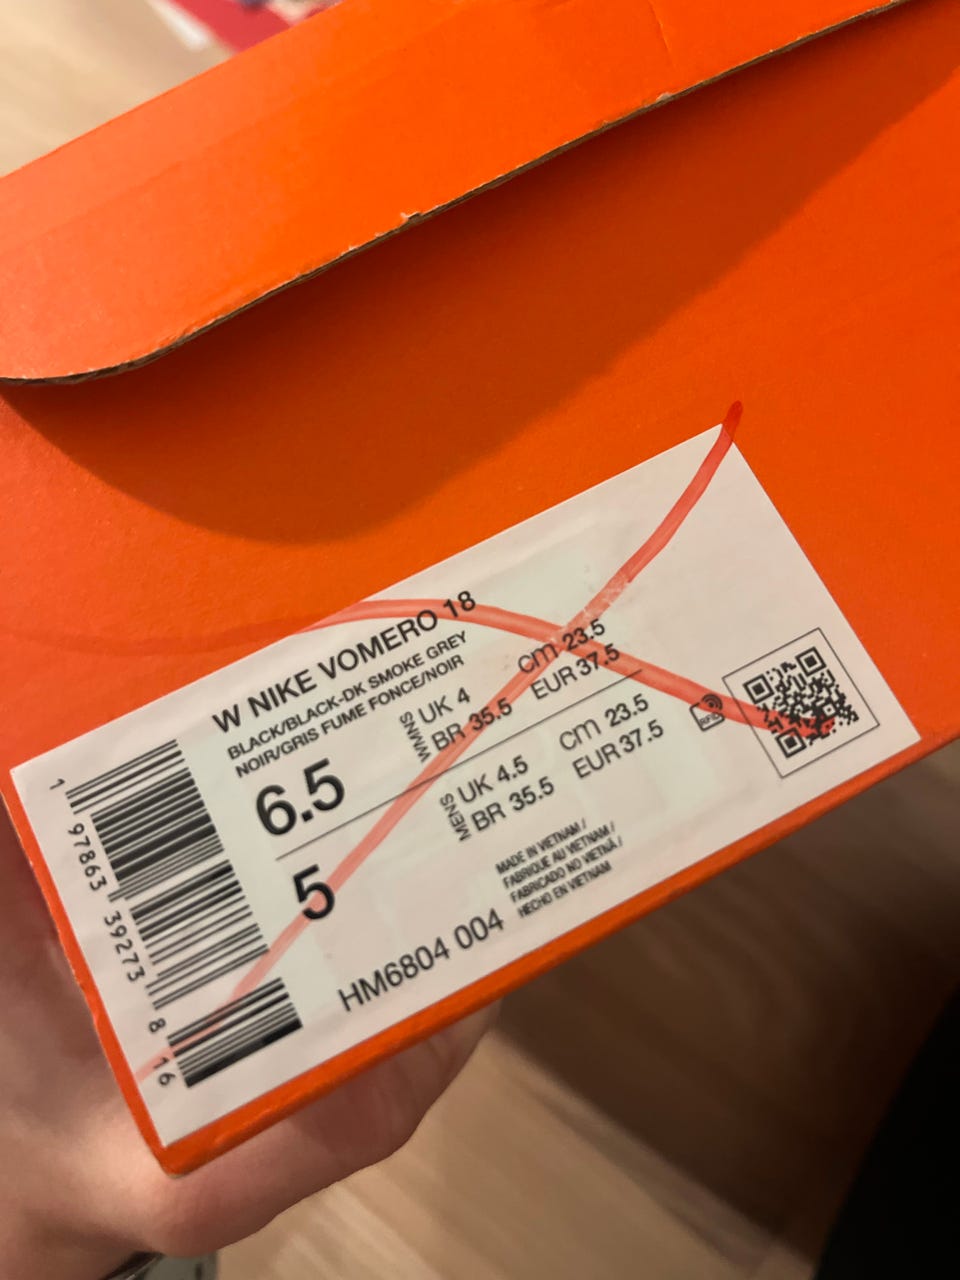 W NIKE VOMERO 18
BLACK/BLACK-DK SMOKE GREY
NOIR/GRIS FUME FONCE/NOIR
6.5
WMNS
UK 4
BR 35.5
cm 23.5
EUR 37.5
5
MENS
UK 4.5
BR 35.5
cm 23.5
EUR 37.5
RFID
MADE IN VIETNAM /
FABRIQUE AU VIETNAM /
FABRICADO NO VIETNÃ /
HECHO EN VIETNAM
HM6804 004
1 97863 39273 8 16